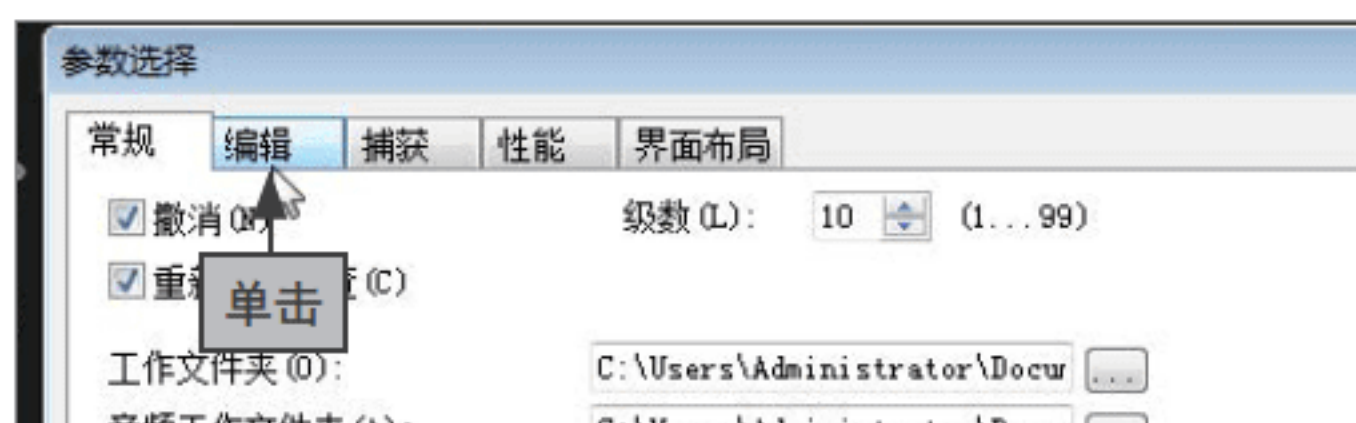 参数选择
常规 编辑 捕获 性能 界面布局
撤消 级数(L): 10 (1...99)
(C)
单击
工作文件夹(O): C:\Users\Administrator\Docu ...